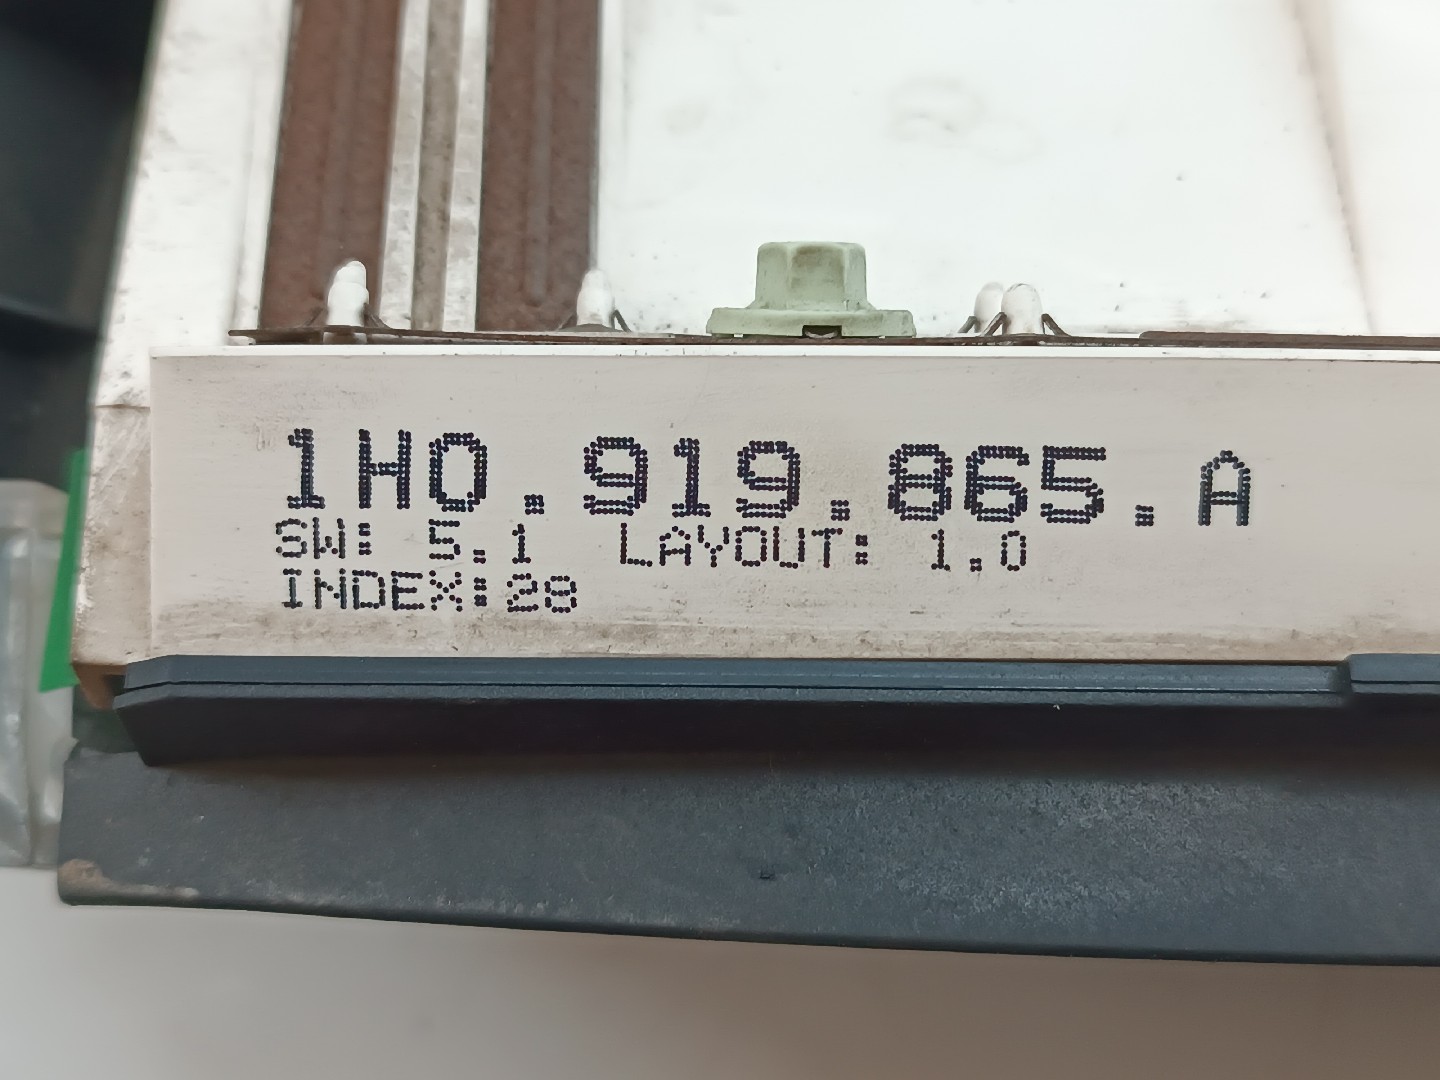 1H0.919.865.A
SW: 5.1 LAYOUT: 1.0
INDEX:28